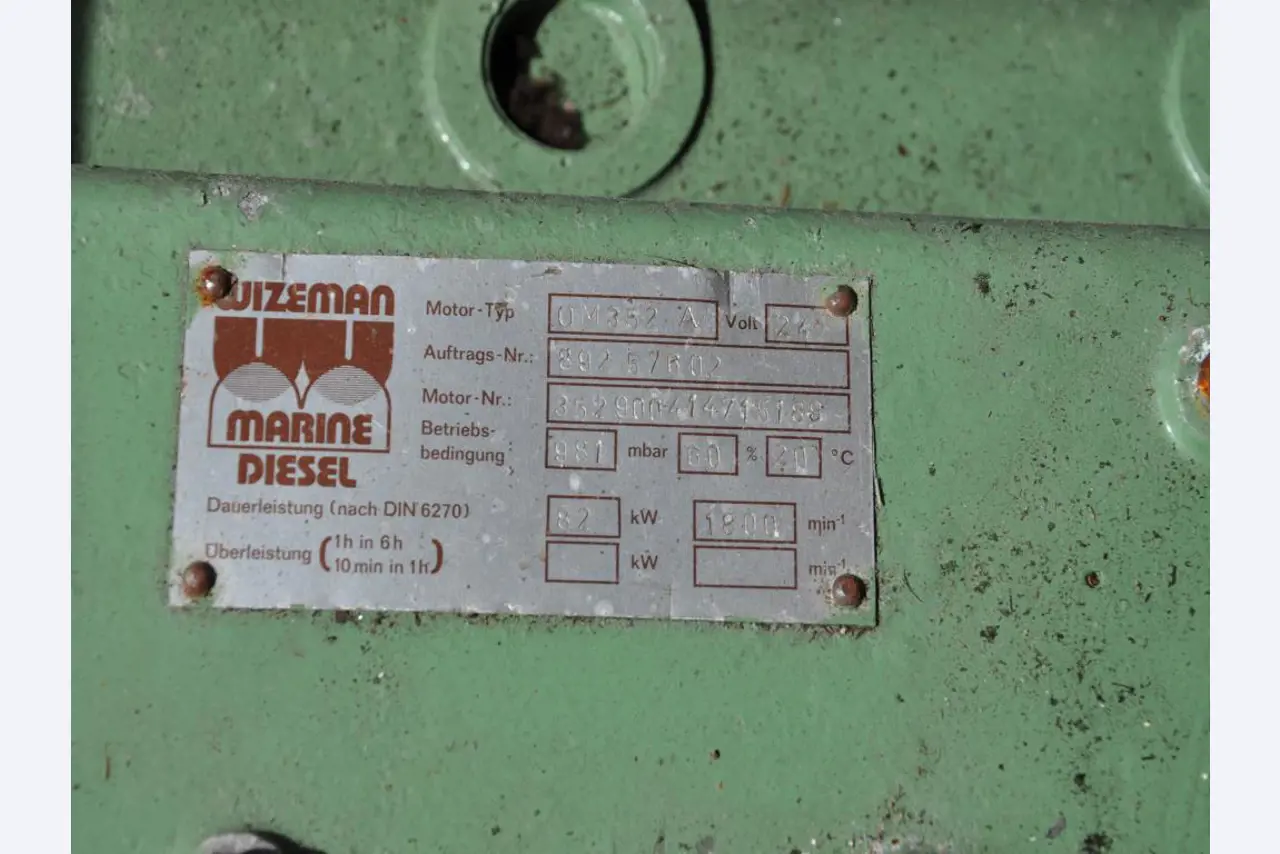 WIZEMAN
MARINE
DIESEL
Motor-Typ OM352 A Volt 24
Auftrags-Nr.: 892 57602
Motor-Nr.:
Betriebs-
bedingung: 981 mbar 60 % 20 °C
Dauerleistung (nach DIN 6270) 82 kW 1800 min-1
Überleistung (1h in 6h kW min-1
10 min in 1h)